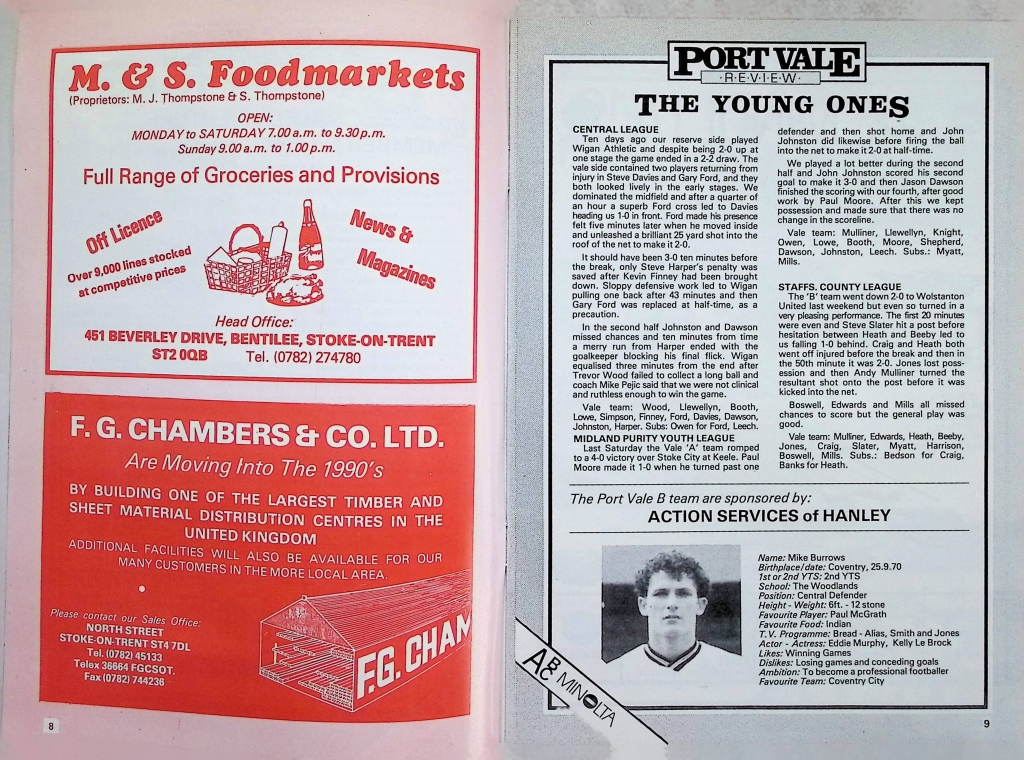 M. & S. Foodmarkets
(Proprietors: M. J. Thompstone & S. Thompstone)
OPEN:
MONDAY to SATURDAY 7.00 a.m. to 9.30 p.m.
Sunday 9.00 a.m. to 1.00 p.m.
Full Range of Groceries and Provisions
Off Licence
Over 9,000 lines stocked
at competitive prices
News &
Magazines
Head Office:
451 BEVERLEY DRIVE, BENTILEE, STOKE-ON-TRENT
ST2 0QB Tel. (0782) 274780
F. G. CHAMBERS & CO. LTD.
Are Moving Into The 1990's
BY BUILDING ONE OF THE LARGEST TIMBER AND
SHEET MATERIAL DISTRIBUTION CENTRES IN THE
UNITED KINGDOM
ADDITIONAL FACILITIES WILL ALSO BE AVAILABLE FOR OUR
MANY CUSTOMERS IN THE MORE LOCAL AREA.
Please contact our Sales Office:
NORTH STREET
STOKE-ON-TRENT ST4 7DL
Tel. (0782) 45133
Telex 36664 FGCSOT.
Fax (0782) 744236
F.G. CHAM
8
PORT VALE
·R·E·V·I·E·W·
THE YOUNG ONES
CENTRAL LEAGUE
Ten days ago our reserve side played
Wigan Athletic and despite being 2-0 up at
one stage the game ended in a 2-2 draw. The
vale side contained two players returning from
injury in Steve Davies and Gary Ford, and they
both looked lively in the early stages. We
dominated the midfield and after a quarter of
an hour a superb Ford cross led to Davies
heading us 1-0 in front. Ford made his presence
felt five minutes later when he moved inside
and unleashed a brilliant 25 yard shot into the
roof of the net to make it 2-0.
It should have been 3-0 ten minutes before
the break, only Steve Harper's penalty was
saved after Kevin Finney had been brought
down. Sloppy defensive work led to Wigan
pulling one back after 43 minutes and then
Gary Ford was replaced at half-time, as a
precaution.
In the second half Johnston and Dawson
missed chances and ten minutes from time
a merry run from Harper ended with the
goalkeeper blocking his final flick. Wigan
equalised three minutes from the end after
Trevor Wood failed to collect a long ball and
coach Mike Pejic said that we were not clinical
and ruthless enough to win the game.
Vale team: Wood, Llewellyn, Booth,
Lowe, Simpson, Finney, Ford, Davies, Dawson,
Johnston, Harper. Subs: Owen for Ford, Leech.
MIDLAND PURITY YOUTH LEAGUE
Last Saturday the Vale 'A' team romped
to a 4-0 victory over Stoke City at Keele. Paul
Moore made it 1-0 when he turned past one
defender and then shot home and John
Johnston did likewise before firing the ball
into the net to make it 2-0 at half-time.
We played a lot better during the second
half and John Johnston scored his second
goal to make it 3-0 and then Jason Dawson
finished the scoring with our fourth, after good
work by Paul Moore. After this we kept
possession and made sure that there was no
change in the scoreline.
Vale team: Mulliner, Llewellyn, Knight,
Owen, Lowe, Booth, Moore, Shepherd,
Dawson, Johnston, Leech. Subs.: Myatt,
Mills.
STAFFS. COUNTY LEAGUE
The 'B' team went down 2-0 to Wolstanton
United last weekend but even so turned in a
very pleasing performance. The first 20 minutes
were even and Steve Slater hit a post before
hesitation between Heath and Beeby led to
us falling 1-0 behind. Craig and Heath both
went off injured before the break and then in
the 50th minute it was 2-0. Jones lost poss-
ession and then Andy Mulliner turned the
resultant shot onto the post before it was
kicked into the net.
Boswell, Edwards and Mills all missed
chances to score but the general play was
good.
Vale team: Mulliner, Edwards, Heath, Beeby,
Jones, Craig, Slater, Myatt, Harrison,
Boswell, Mills. Subs.: Bedson for Craig,
Banks for Heath.
The Port Vale B team are sponsored by:
ACTION SERVICES of HANLEY
Name: Mike Burrows
Birthplace/date: Coventry, 25.9.70
1st or 2nd YTS: 2nd YTS
School: The Woodlands
Position: Central Defender
Height - Weight: 6ft. - 12 stone
Favourite Player: Paul McGrath
Favourite Food: Indian
T.V. Programme: Bread - Alias, Smith and Jones
Actor - Actress: Eddie Murphy, Kelly Le Brock
Likes: Winning Games
Dislikes: Losing games and conceding goals
Ambition: To become a professional footballer
Favourite Team: Coventry City
ABC MINOLTA
9